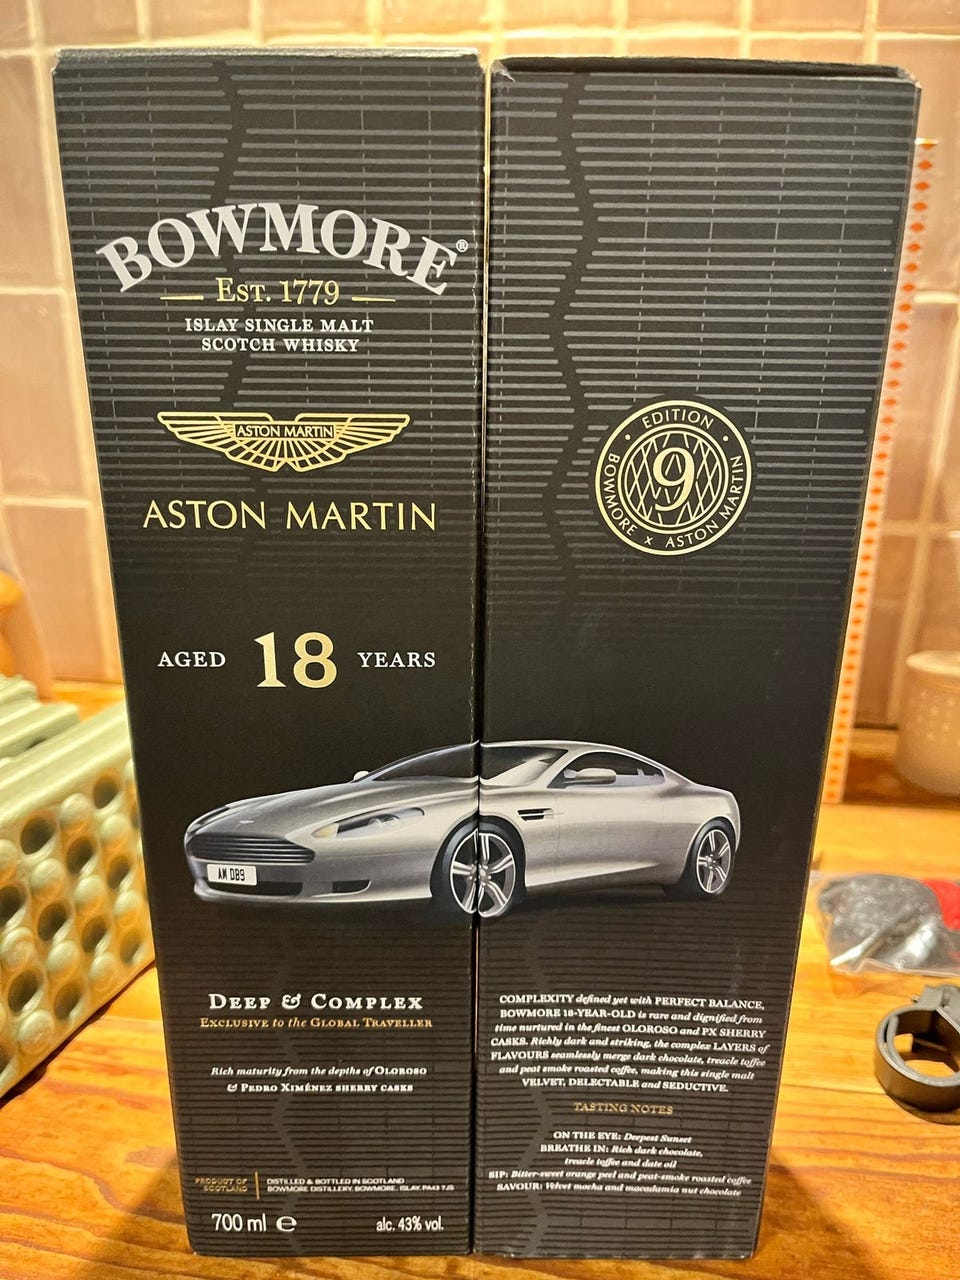 BOWMORE®
EST. 1779
ISLAY SINGLE MALT
SCOTCH WHISKY
ASTON MARTIN
ASTON MARTIN
AGED 18 YEARS
AM DB9
DEEP & COMPLEX
EXCLUSIVE to the GLOBAL TRAVELLER
Rich maturity from the depths of OLOROSO
& PEDRO XIMÉNEZ SHERRY CASKS
PRODUCT OF
SCOTLAND
DISTILLED & BOTTLED IN SCOTLAND
BOWMORE DISTILLERY, BOWMORE, ISLAY, PA43 7JS
700 ml e
alc. 43% vol.
EDITION
9
BOWMORE x ASTON MARTIN
COMPLEXITY defined yet with PERFECT BALANCE,
BOWMORE 18-YEAR-OLD is rare and dignified from
time nurtured in the finest OLOROSO and PX SHERRY
CASKS. Richly dark and striking, the complex LAYERS of
FLAVOURS seamlessly merge dark chocolate, treacle toffee
and peat smoke roasted coffee, making this single malt
VELVET, DELECTABLE and SEDUCTIVE.
TASTING NOTES
ON THE EYE: Deepest Sunset
BREATHE IN: Rich dark chocolate,
treacle toffee and date oil
SIP: Bitter-sweet orange peel and peat-smoke roasted coffee
SAVOUR: Velvet mocha and macadamia nut chocolate